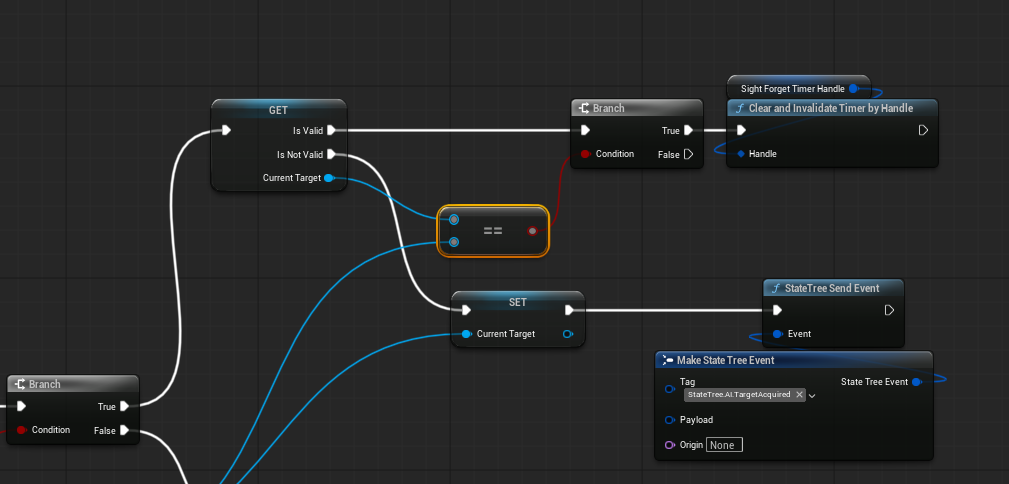 GET
Is Valid
Is Not Valid
Current Target
Branch
True
Condition
False
Sight Forget Timer Handle
f Clear and Invalidate Timer by Handle
Handle
==
SET
Current Target
f StateTree Send Event
Event
Make State Tree Event
Tag
State Tree Event
StateTree.AI.TargetAcquired
Payload
Origin None
Branch
True
Condition
False